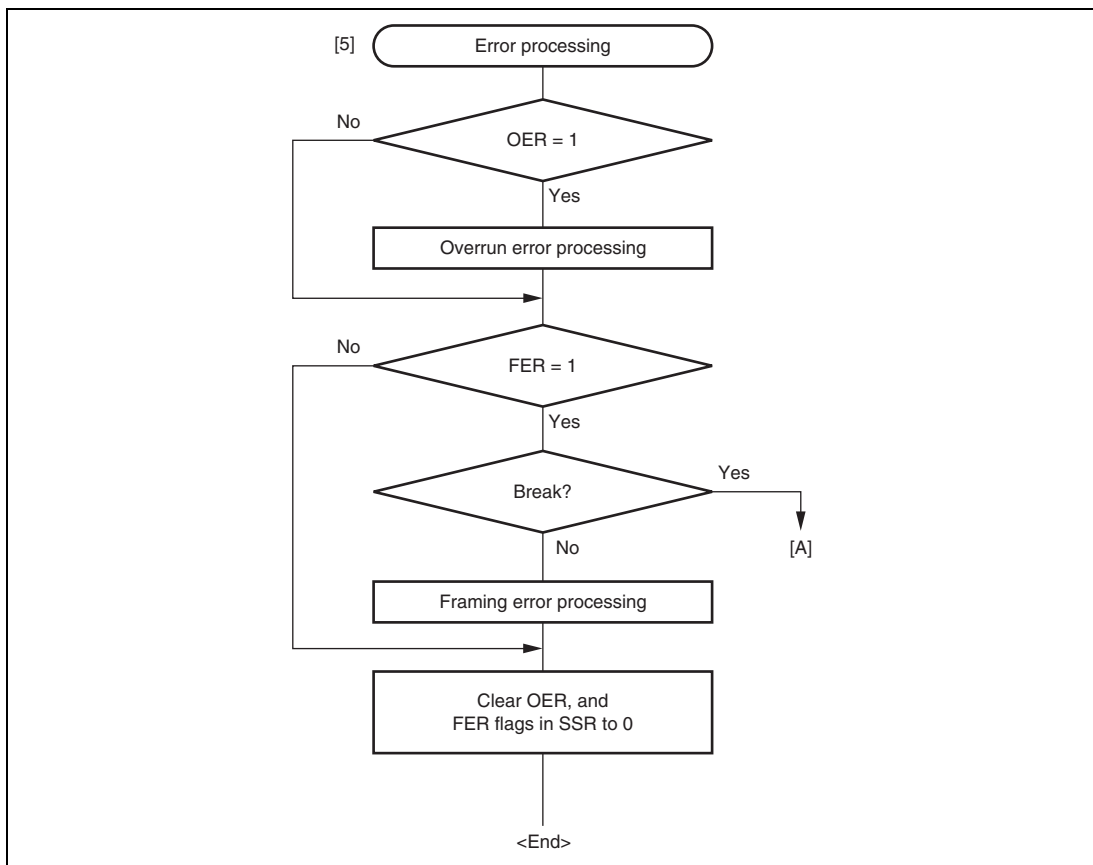 [5]
Error processing
No
OER = 1
Yes
Overrun error processing
No
FER = 1
Yes
Break?
Yes
No
[A]
Framing error processing
Clear OER, and
FER flags in SSR to 0
<End>